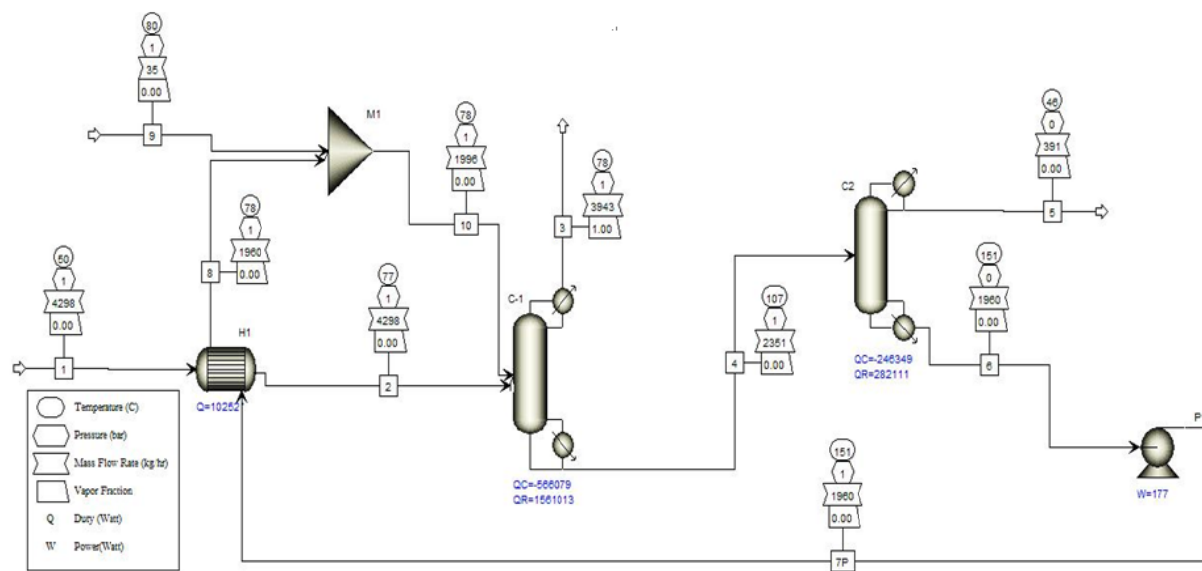 80
1
35
0.00
9
M1
78
1
1996
0.00
10
78
1
3943
1.00
3
46
0
391
0.00
5
C2
78
1
1960
0.00
8
50
1
4298
0.00
1
H1
Q=10252
77
1
4298
0.00
2
C-1
QC=-566079
QR=1561013
107
1
2351
0.00
4
QC=-246349
QR=282111
151
0
1960
0.00
6
P
W=177
151
1
1960
0.00
7P
Temperature (C)
Pressure (bar)
Mass Flow Rate (kg/hr)
Vapor Fraction
Q Duty (Watt)
W Power(Watt)